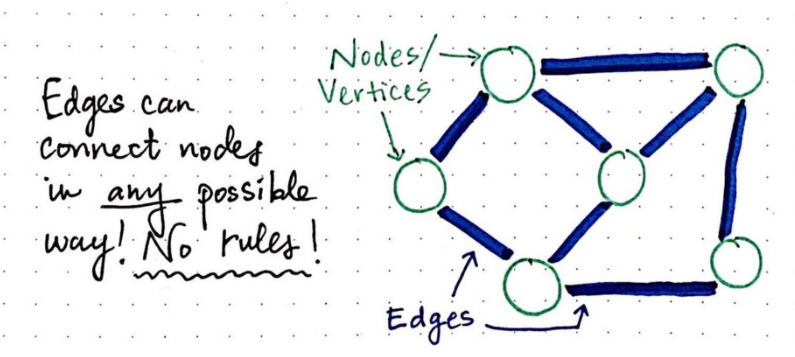 Edges can
connect nodes
in any possible
way! No rules!
Nodes/
Vertices
Edges